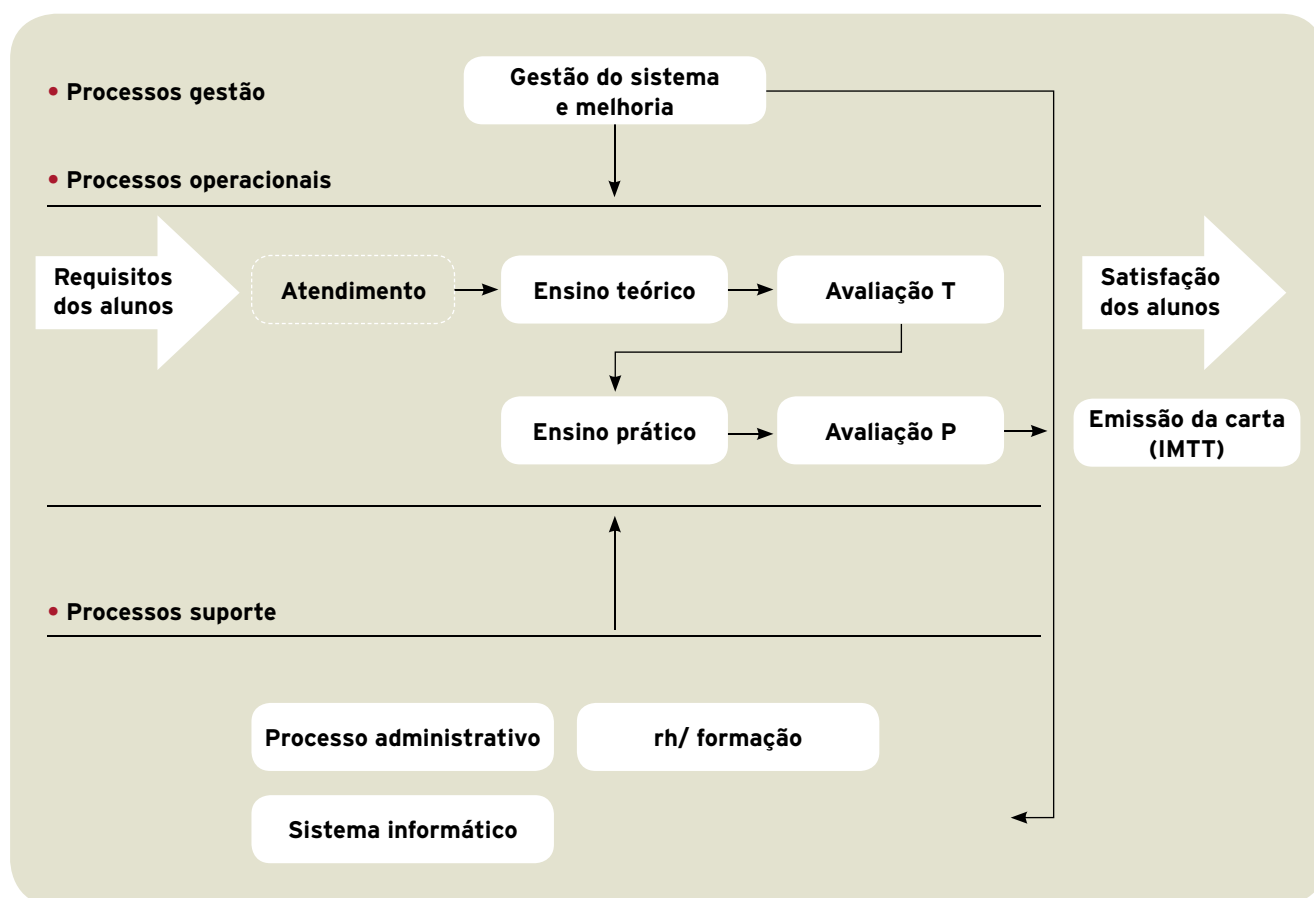 • Processos gestão
Gestão do sistema
e melhoria
• Processos operacionais
Requisitos
dos alunos
Atendimento
Ensino teórico
Avaliação T
Satisfação
dos alunos
Ensino prático
Avaliação P
Emissão da carta
(IMTT)
• Processos suporte
Processo administrativo
rh/ formação
Sistema informático